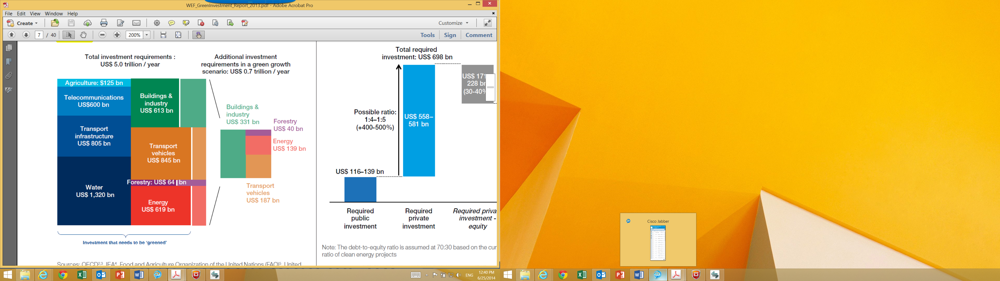 WEF_GreenInvestment_Report_2013.pdf - Adobe Acrobat Pro
File Edit View Window Help
Create
Customize
7 / 40
200%
Tools
Sign
Comment
Total investment requirements :
US$ 5.0 trillion / year
Additional investment
requirements in a green growth
scenario: US$ 0.7 trillion / year
Agriculture: $125 bn
Telecommunications
US$600 bn
Transport
infrastructure
US$ 805 bn
Water
US$ 1,320 bn
Buildings &
industry
US$ 613 bn
Transport
vehicles
US$ 845 bn
Forestry: US$ 64 bn
Energy
US$ 619 bn
Buildings &
industry
US$ 331 bn
Forestry
US$ 40 bn
Energy
US$ 139 bn
Transport
vehicles
US$ 187 bn
Investment that needs to be ‘greened’
Sources: OECD2,3, IEA4, Food and Agriculture Organization of the United Nations (FAO)5, United
Total required
investment: US$ 698 bn
Possible ratio:
1:4–1:5
(+400-500%)
US$ 558–
581 bn
US$ 171
228 br
(30-40%
US$ 116–139 bn
Required
public
investment
Required
private
investment
Required priva
investment -
equity
Note: The debt-to-equity ratio is assumed at 70:30 based on the cur
ratio of clean energy projects
Cisco Jabber
ENG
12:40 PM
6/25/2014